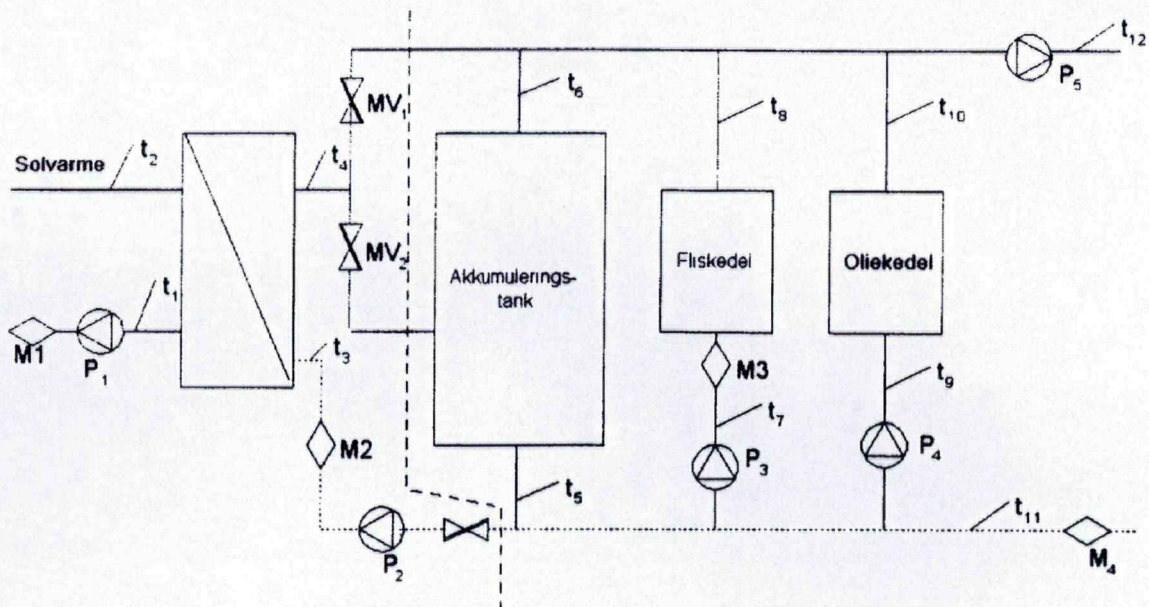 t12
P5
t6
t8
t10
MV1
Solvarme
t2
t4
MV2
Fliskedel
Oliekedel
Akkumulerings-
tank
t1
M1
P1
t3
M3
t9
M2
t7
P3
P4
t5
t11
P2
M4